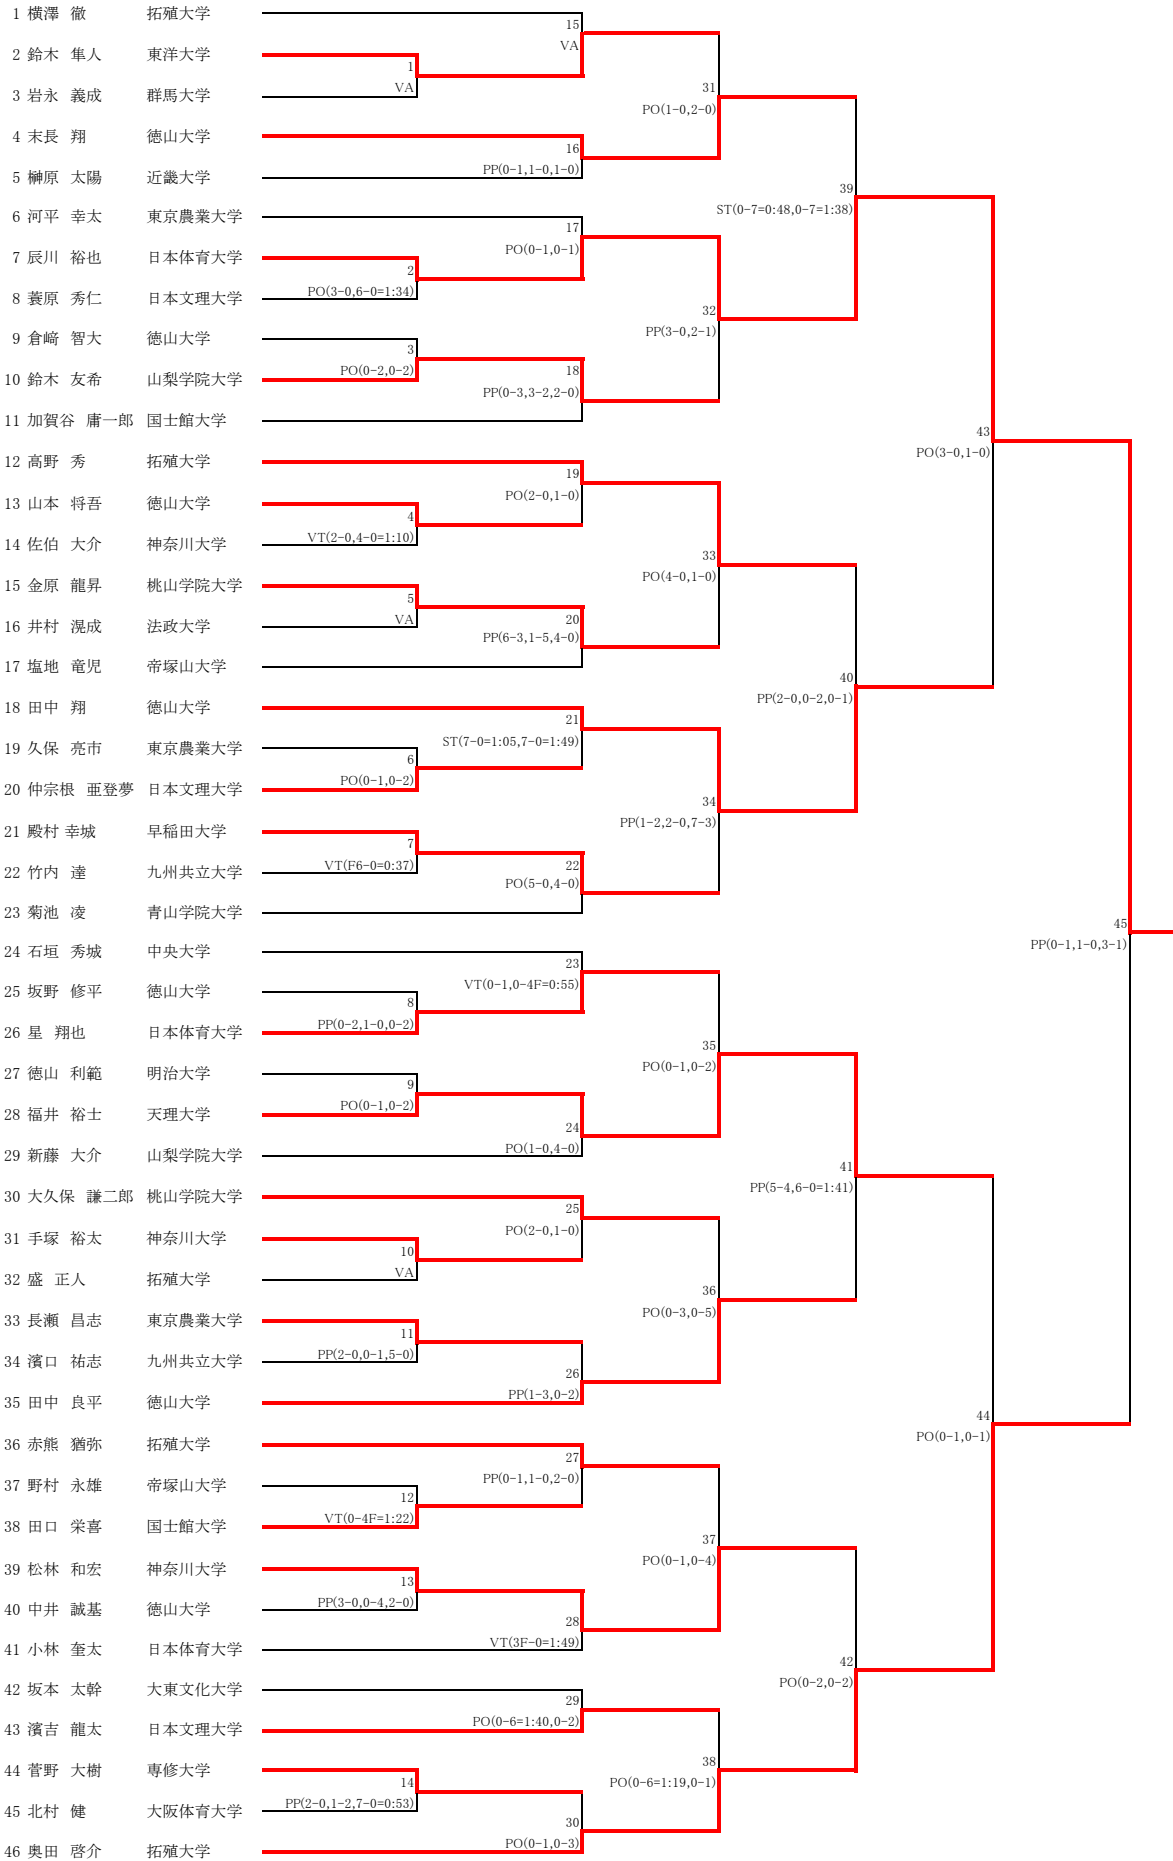 1 横澤 徹 拓殖大学
15
VA
2 鈴木 隼人 東洋大学
1
VA
3 岩永 義成 群馬大学
31
PO(1-0,2-0)
4 末長 翔 徳山大学
16
PP(0-1,1-0,1-0)
5 榊原 太陽 近畿大学
39
ST(0-7=0:48,0-7=1:38)
6 河平 幸太 東京農業大学
17
PO(0-1,0-1)
7 辰川 裕也 日本体育大学
2
PO(3-0,6-0=1:34)
8 蓑原 秀仁 日本文理大学
32
PP(3-0,2-1)
9 倉﨑 智大 徳山大学
3
PO(0-2,0-2)
10 鈴木 友希 山梨学院大学
18
PP(0-3,3-2,2-0)
11 加賀谷 庸一郎 国士館大学
43
PO(3-0,1-0)
12 高野 秀 拓殖大学
19
PO(2-0,1-0)
13 山本 将吾 徳山大学
4
VT(2-0,4-0=1:10)
14 佐伯 大介 神奈川大学
33
PO(4-0,1-0)
15 金原 龍昇 桃山学院大学
5
VA
16 井村 滉成 法政大学
20
PP(6-3,1-5,4-0)
17 塩地 竜児 帝塚山大学
40
PP(2-0,0-2,0-1)
18 田中 翔 徳山大学
21
ST(7-0=1:05,7-0=1:49)
19 久保 亮市 東京農業大学
6
PO(0-1,0-2)
20 仲宗根 亜登夢 日本文理大学
34
PP(1-2,2-0,7-3)
21 殿村 幸城 早稲田大学
7
VT(F6-0=0:37)
22 竹内 達 九州共立大学
22
PO(5-0,4-0)
23 菊池 凌 青山学院大学
45
PP(0-1,1-0,3-1)
24 石垣 秀城 中央大学
23
VT(0-1,0-4F=0:55)
25 坂野 修平 徳山大学
8
PP(0-2,1-0,0-2)
26 星 翔也 日本体育大学
35
PO(0-1,0-2)
27 徳山 利範 明治大学
9
PO(0-1,0-2)
28 福井 裕士 天理大学
24
PO(1-0,4-0)
29 新藤 大介 山梨学院大学
41
PP(5-4,6-0=1:41)
30 大久保 謙二郎 桃山学院大学
25
PO(2-0,1-0)
31 手塚 裕太 神奈川大学
10
VA
32 盛 正人 拓殖大学
36
PO(0-3,0-5)
33 長瀬 昌志 東京農業大学
11
PP(2-0,0-1,5-0)
34 濱口 祐志 九州共立大学
26
PP(1-3,0-2)
35 田中 良平 徳山大学
44
PO(0-1,0-1)
36 赤熊 猶弥 拓殖大学
27
PP(0-1,1-0,2-0)
37 野村 永雄 帝塚山大学
12
VT(0-4F=1:22)
38 田口 栄喜 国士館大学
37
PO(0-1,0-4)
39 松林 和宏 神奈川大学
13
PP(3-0,0-4,2-0)
40 中井 誠基 徳山大学
28
VT(3F-0=1:49)
41 小林 奎太 日本体育大学
42
PO(0-2,0-2)
42 坂本 太幹 大東文化大学
29
PO(0-6=1:40,0-2)
43 濱吉 龍太 日本文理大学
38
PO(0-6=1:19,0-1)
44 菅野 大樹 専修大学
14
PP(2-0,1-2,7-0=0:53)
45 北村 健 大阪体育大学
30
PO(0-1,0-3)
46 奥田 啓介 拓殖大学